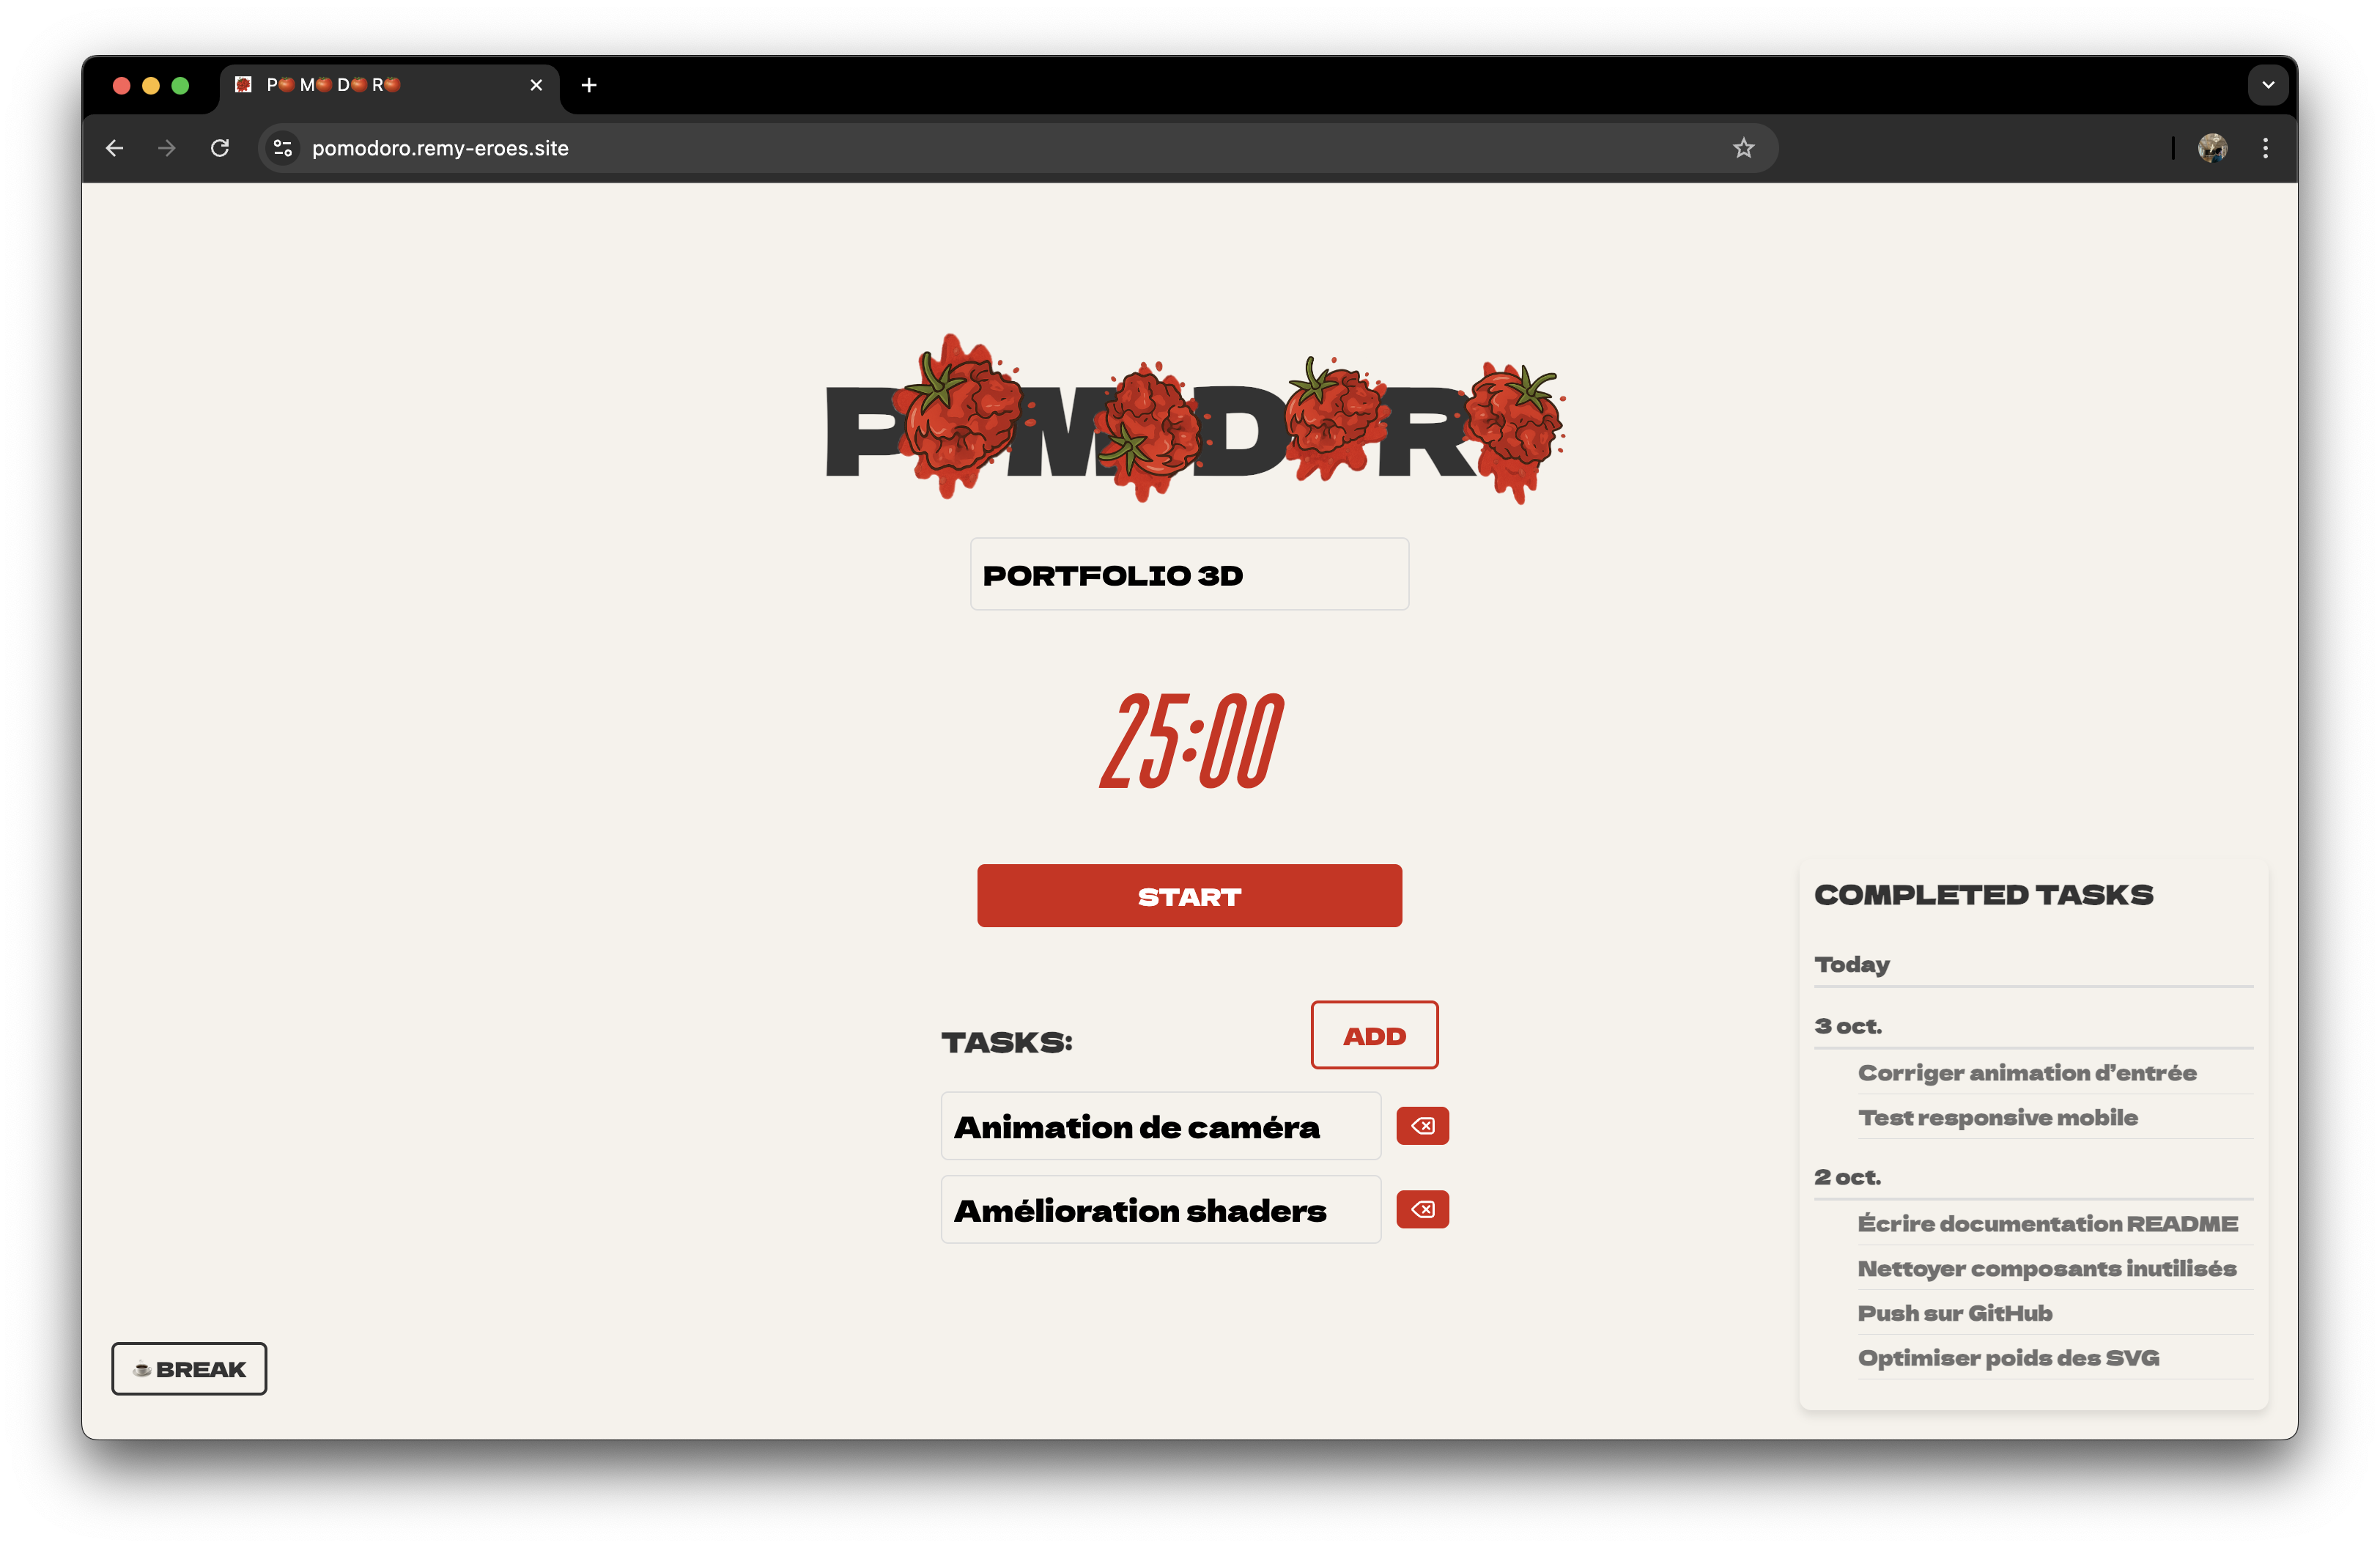 P🍅 M🍅 D🍅 R🍅
pomodoro.remy-eroes.site
POMODORO
PORTFOLIO 3D
25:00
START
TASKS:
ADD
Animation de caméra
Amélioration shaders
☕BREAK
COMPLETED TASKS
Today
3 oct.
Corriger animation d'entrée
Test responsive mobile
2 oct.
Écrire documentation README
Nettoyer composants inutilisés
Push sur GitHub
Optimiser poids des SVG